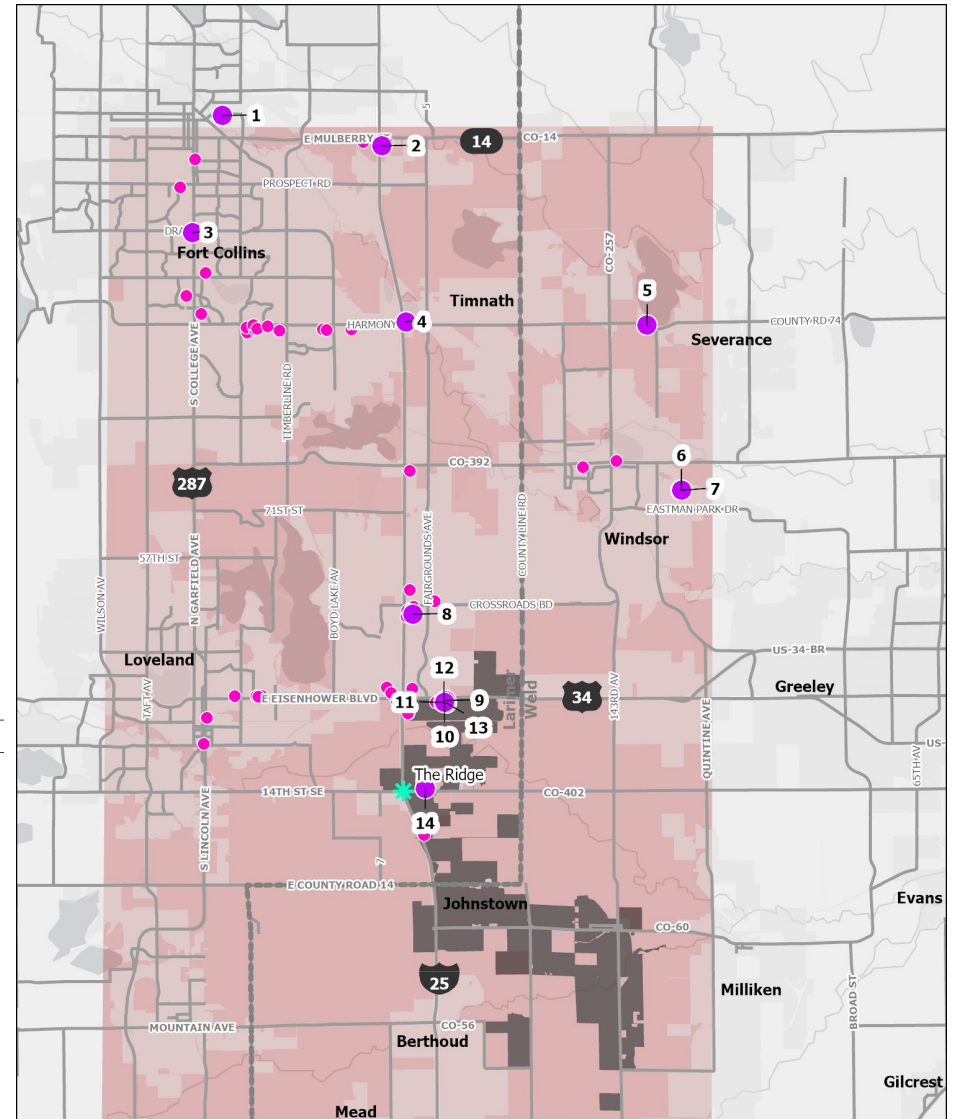 1
5
E MULBERRY
2
14
CO-14
PROSPECT RD
3
Fort Collins
CO-257
5
Timnath
HARMONY
4
COUNTY RD 74
Severance
S COLLEGE AVE
TIMBERLINE RD
CO-392
6
7
287
71ST ST
EASTMAN PARK DR
COUNTY LINE RD
Windsor
57TH ST
N GARFIELD AVE
WILSON AV
BOYD LAKE AV
FAIRGROUNDS AVE
CROSSROADS BD
8
Loveland
US-34-BR
12
TAFT AV
E EISENHOWER BLVD
11
9
Larimer
Weld
34
143RD AV
Greeley
13
10
QUINTINE AVE
US-
65TH AV
The Ridge
14TH ST SE
CO-402
14
S LINCOLN AVE
7
E COUNTY ROAD 14
Johnstown
Evans
CO-60
25
Milliken
BROAD ST
MOUNTAIN AVE
CO-56
Berthoud
Gilcrest
Mead